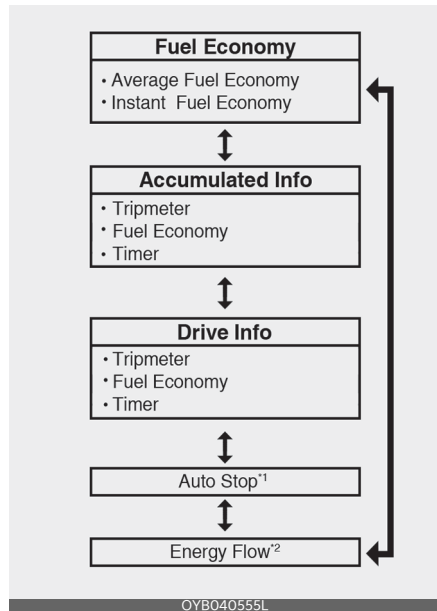 Fuel Economy
• Average Fuel Economy
• Instant Fuel Economy
Accumulated Info
• Tripmeter
• Fuel Economy
• Timer
Drive Info
• Tripmeter
• Fuel Economy
• Timer
Auto Stop*1
Energy Flow*2
OYB040555L